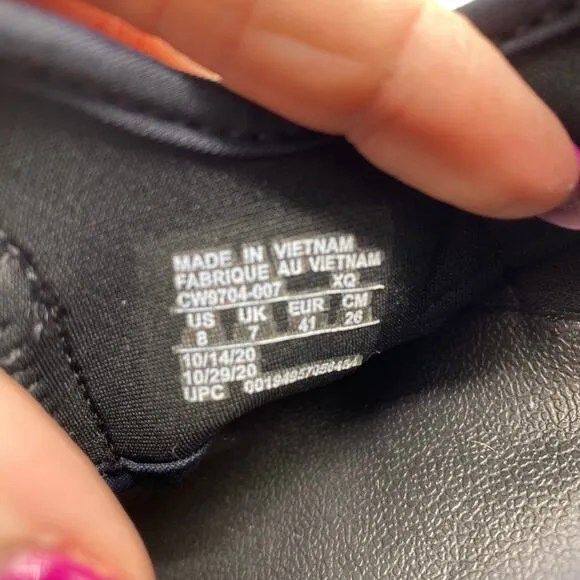 MADE IN VIETNAM
FABRIQUE AU VIETNAM
CW9704-007 XQ
US UK EUR CM
8 7 41 26
10/14/20
10/29/20
UPC